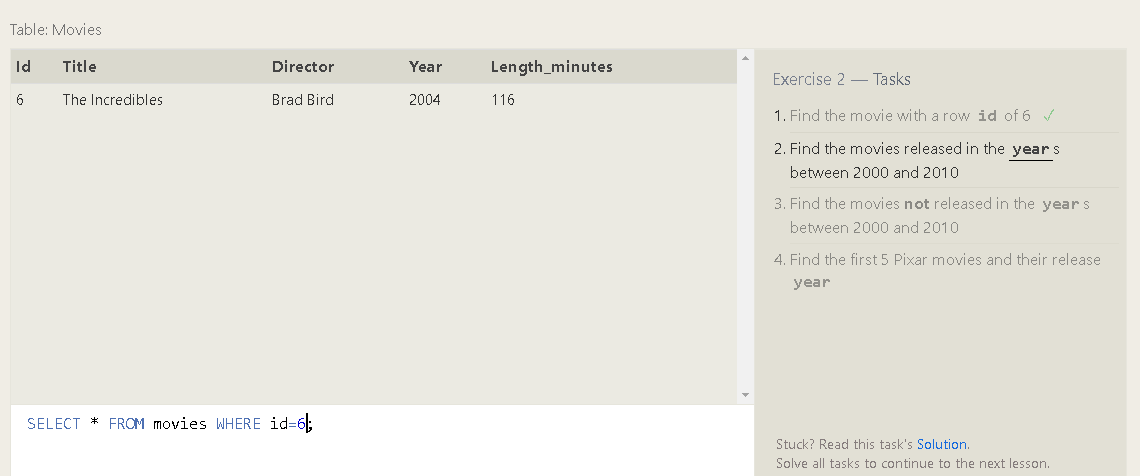 Table: Movies
Id Title Director Year Length_minutes
6 The Incredibles Brad Bird 2004 116
SELECT * FROM movies WHERE id=6;
Exercise 2 — Tasks
1. Find the movie with a row id of 6 ✓
2. Find the movies released in the years
between 2000 and 2010
3. Find the movies not released in the years
between 2000 and 2010
4. Find the first 5 Pixar movies and their release
year
Stuck? Read this task's Solution.
Solve all tasks to continue to the next lesson.